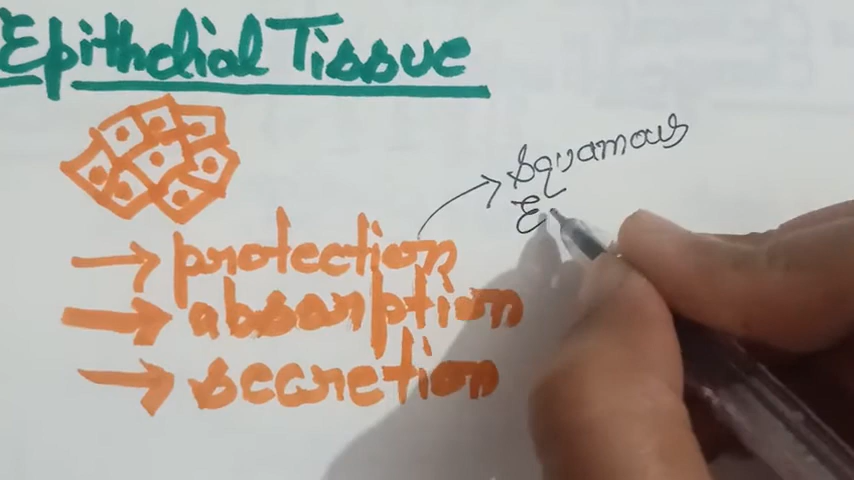 Epithelial Tissue
Squamous
E
protection
absorption
secretion